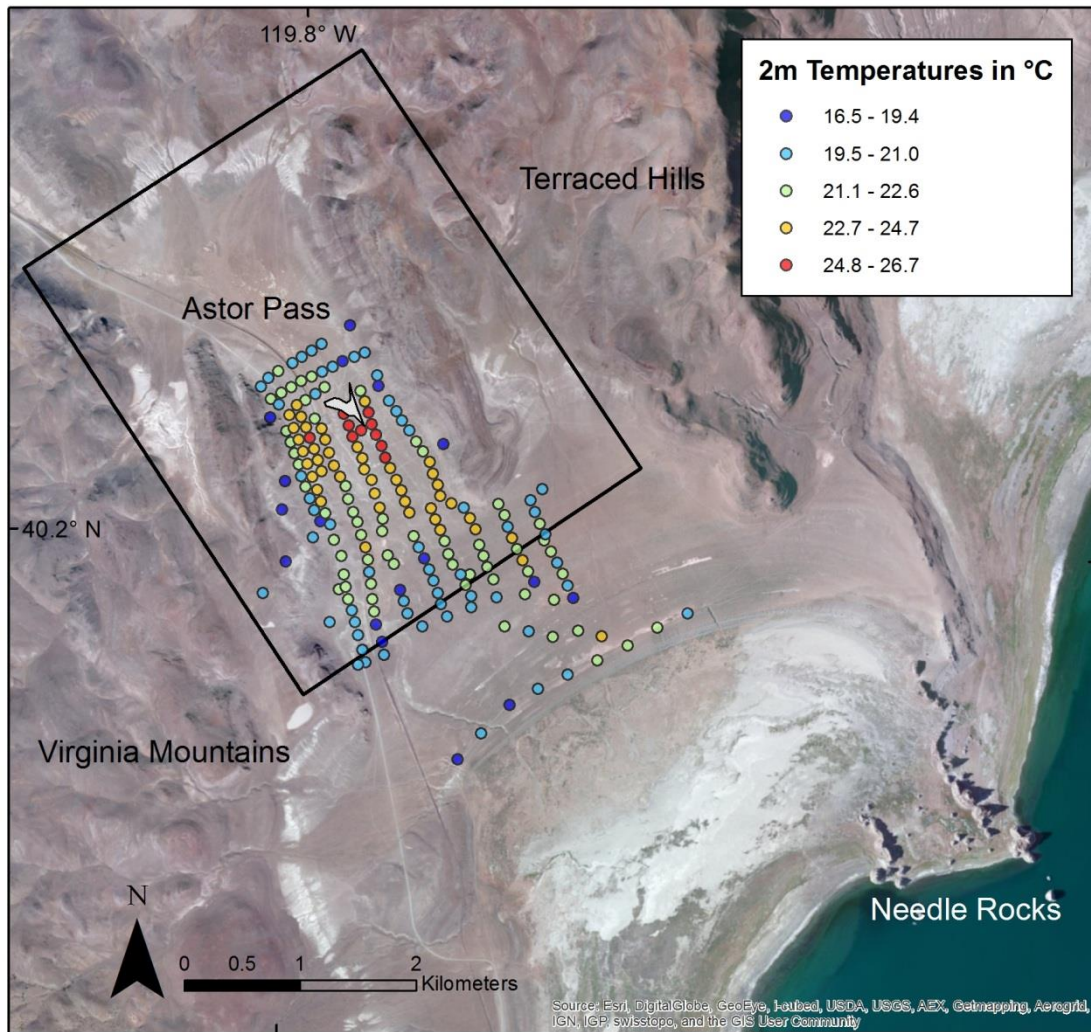 119.8° W
2m Temperatures in °C
16.5 - 19.4
19.5 - 21.0
21.1 - 22.6
22.7 - 24.7
24.8 - 26.7
Terraced Hills
Astor Pass
40.2° N
Virginia Mountains
Needle Rocks
N
0 0.5 1 2
Kilometers
Source: Esri, DigitalGlobe, GeoEye, i-cubed, USDA, USGS, AEX, Getmapping, Aerogrid,
IGN, IGP, swisstopo, and the GIS User Community